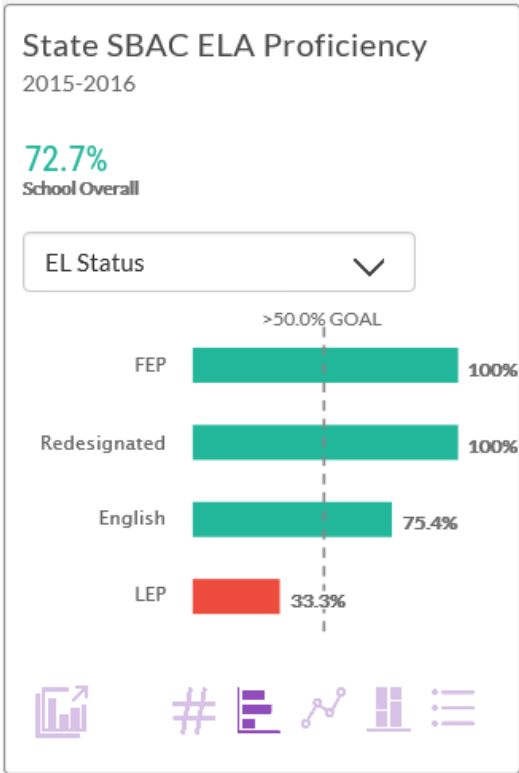 State SBAC ELA Proficiency
2015-2016
72.7%
School Overall
EL Status
>50.0% GOAL
FEP 100%
Redesignated 100%
English 75.4%
LEP 33.3%